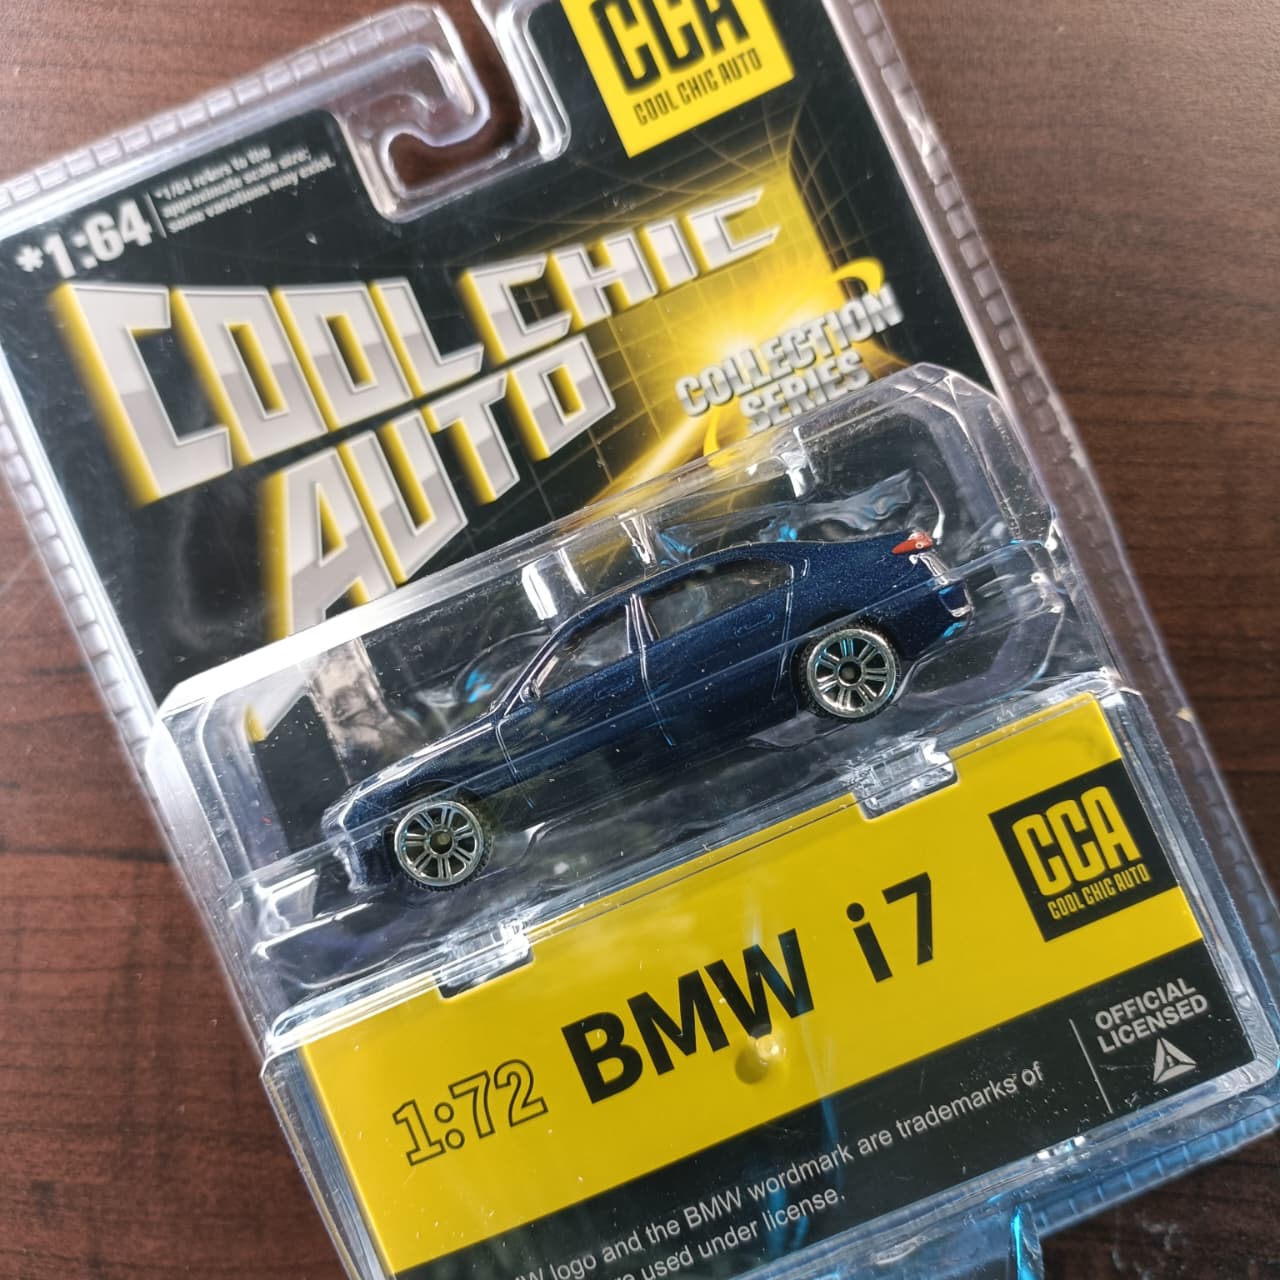 CCA
COOL CHIC AUTO
*1:64
*1/64 refers to the
approximate scale size;
some variations may exist.
COOL CHIC
AUTO
COLLECTION
SERIES
CCA
COOL CHIC AUTO
1:72 BMW i7
OFFICIAL
LICENSED
logo and the BMW wordmark are trademarks of
used under license.